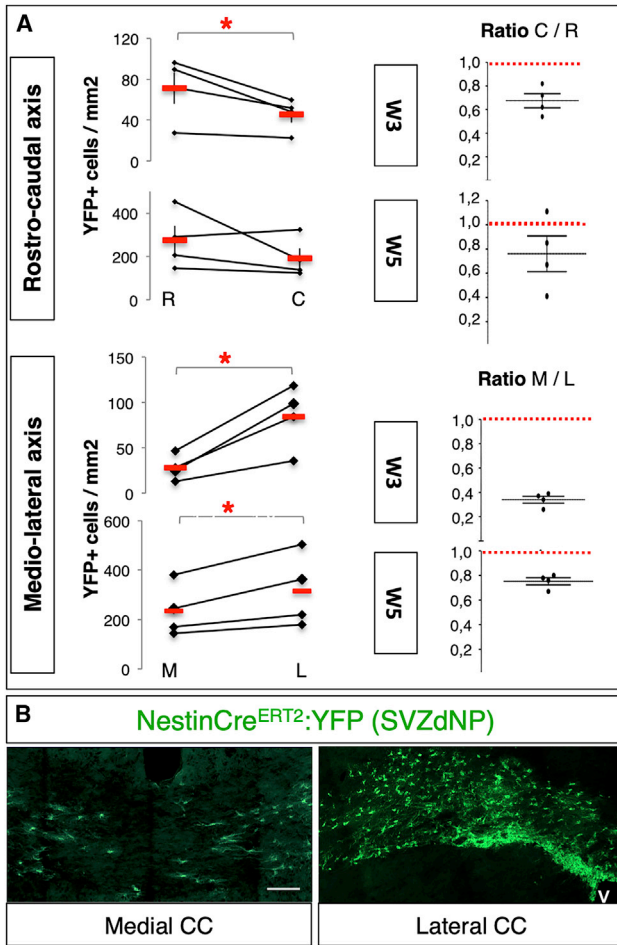 A
Rostro-caudal axis
YFP+ cells / mm2
120
80
40
0
*
400
200
0
R
C
W3
W5
Ratio C / R
1,0
0,8
0,6
0,4
0,2
1,2
1,0
0,8
0,6
0,4
0,2
Medio-lateral axis
YFP+ cells / mm2
150
100
50
0
*
600
400
200
0
*
M
L
W3
W5
Ratio M / L
1,0
0,8
0,6
0,4
0,2
1,0
0,8
0,6
0,4
0,2
B
NestinCreERT2:YFP (SVZdNP)
V
Medial CC
Lateral CC